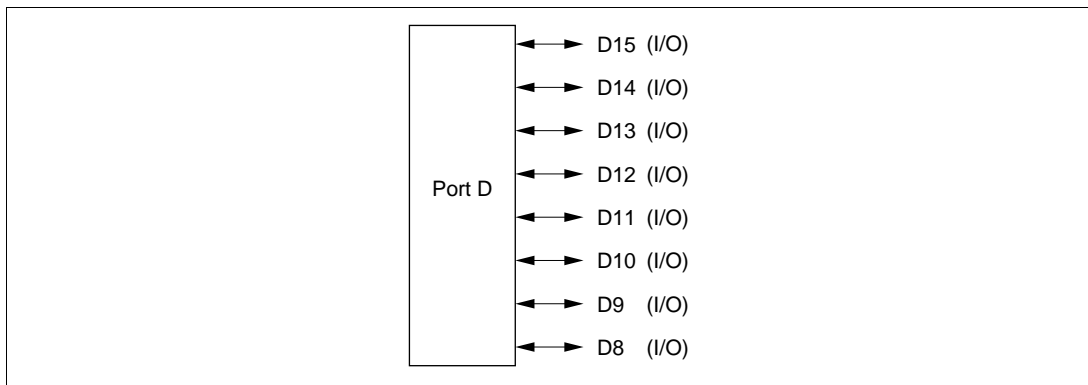 D15 (I/O)
D14 (I/O)
D13 (I/O)
D12 (I/O)
Port D
D11 (I/O)
D10 (I/O)
D9 (I/O)
D8 (I/O)